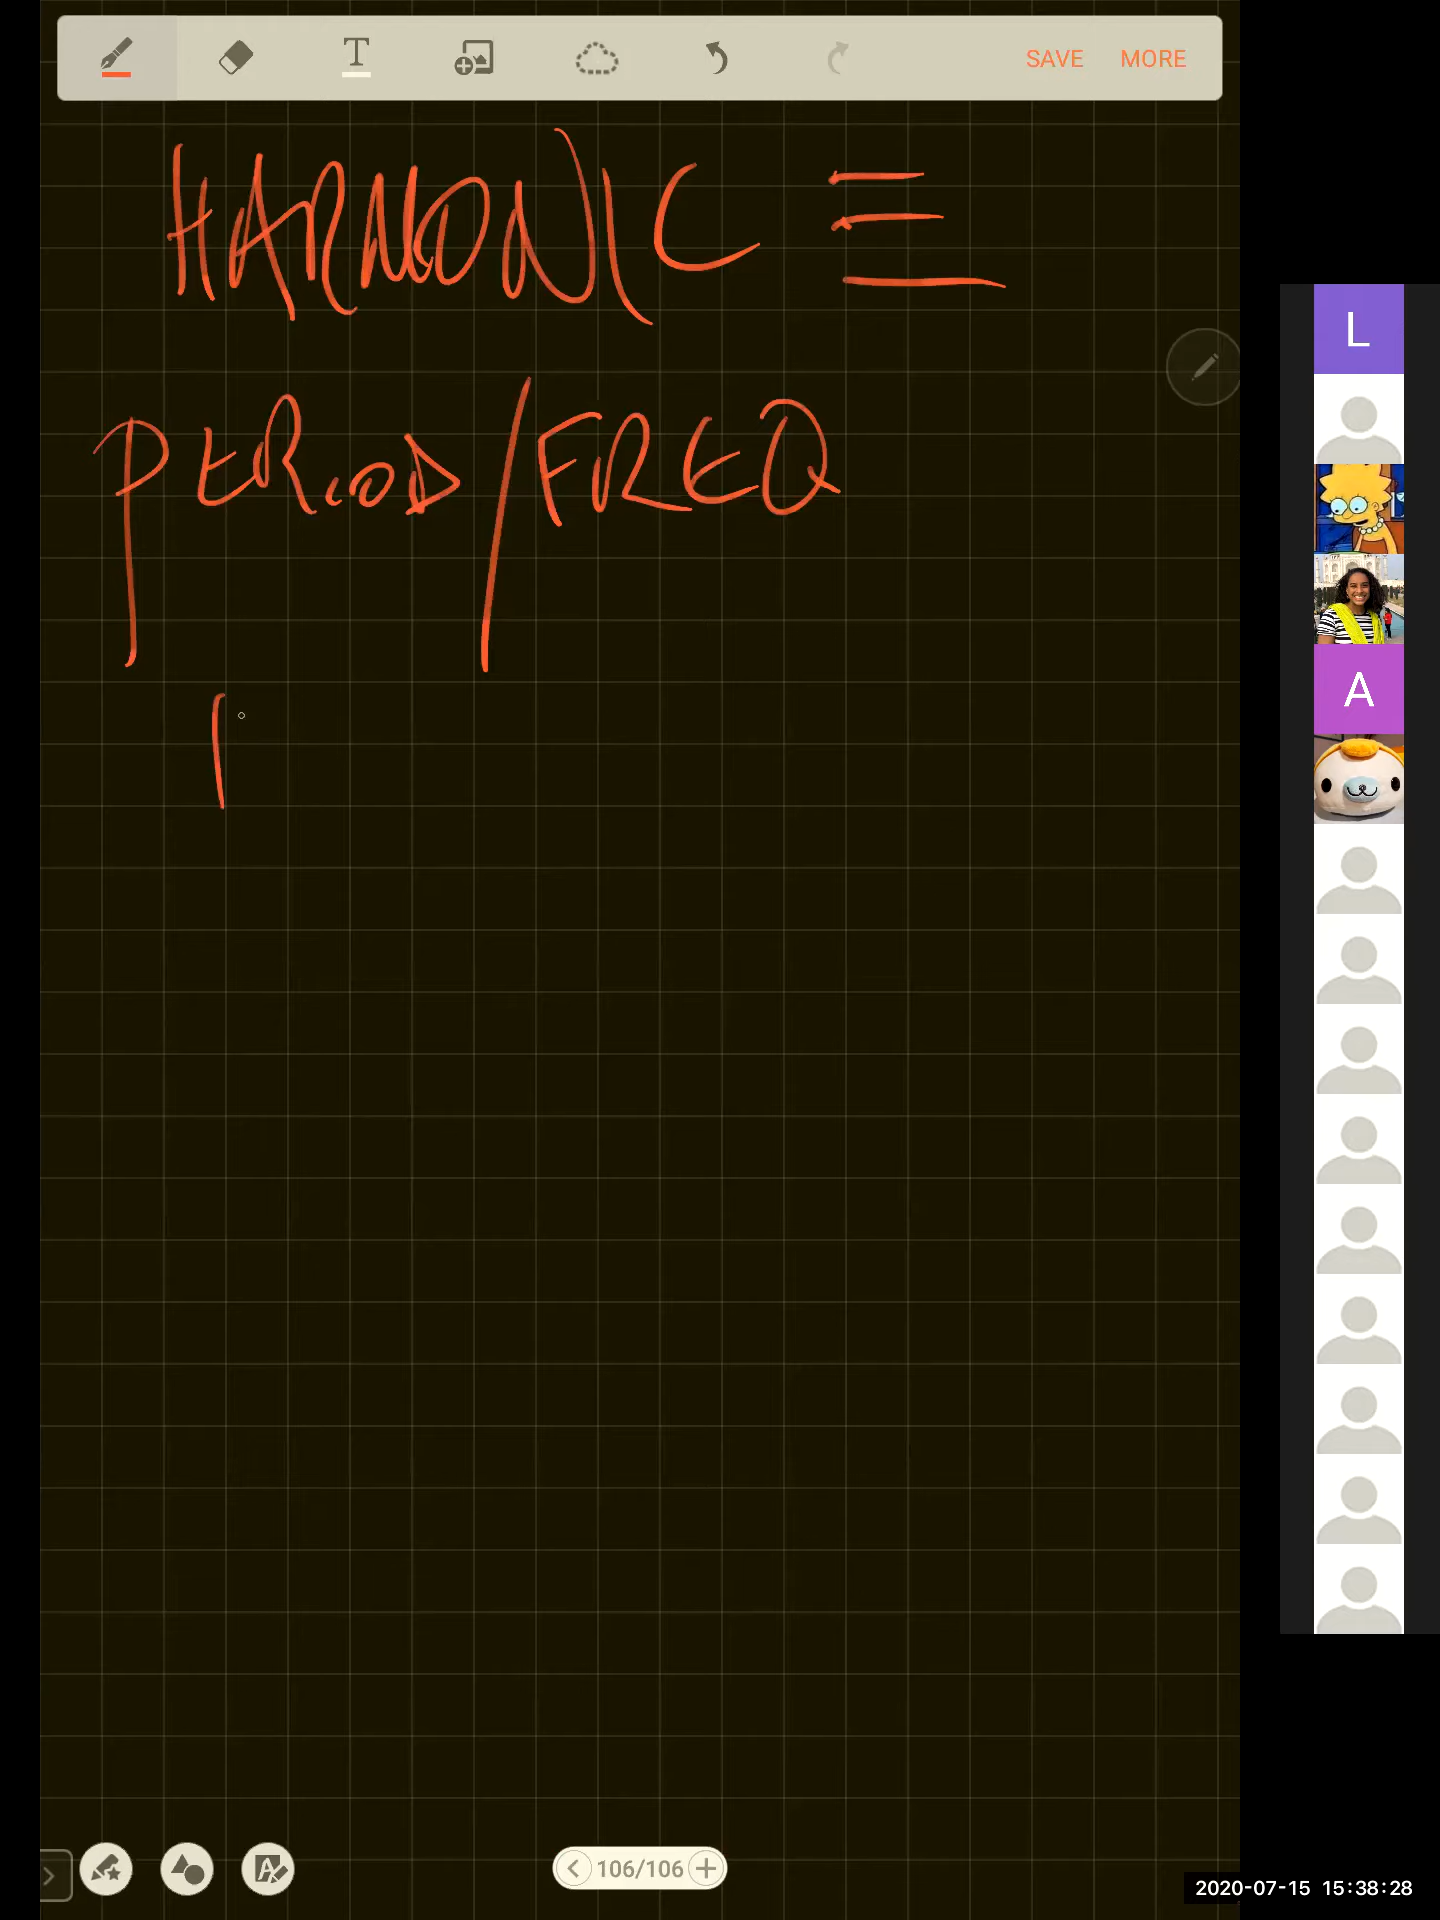 T
SAVE MORE
HARMONIC ≡
PERIOD/FREQ
L
A
A
106/106
2020-07-15 15:38:28